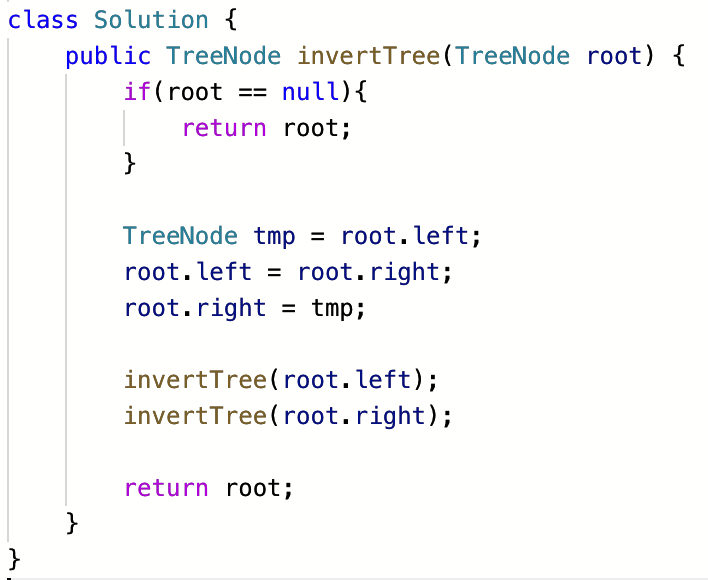 class Solution {
    public TreeNode invertTree(TreeNode root) {
        if(root == null){
            return root;
        }

        TreeNode tmp = root.left;
        root.left = root.right;
        root.right = tmp;

        invertTree(root.left);
        invertTree(root.right);

        return root;
    }
}